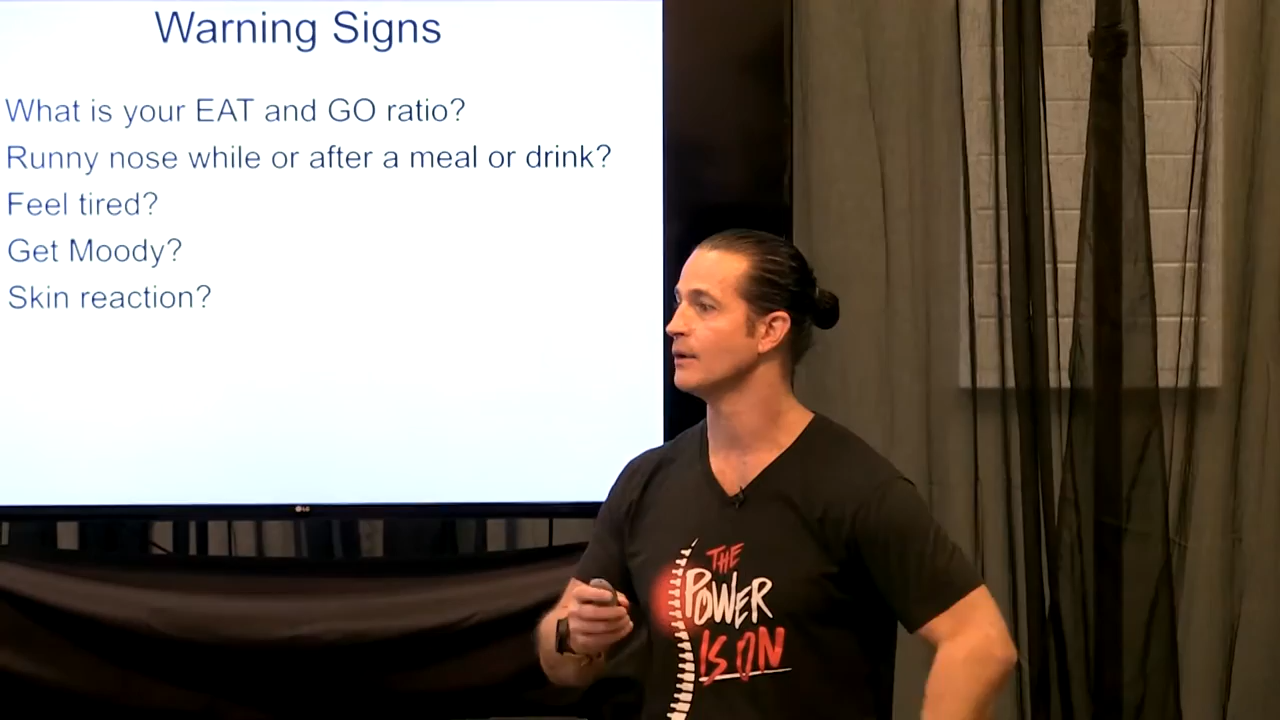 Warning Signs
What is your EAT and GO ratio?
Runny nose while or after a meal or drink?
Feel tired?
Get Moody?
Skin reaction?
LG
THE
POWER
IS ON